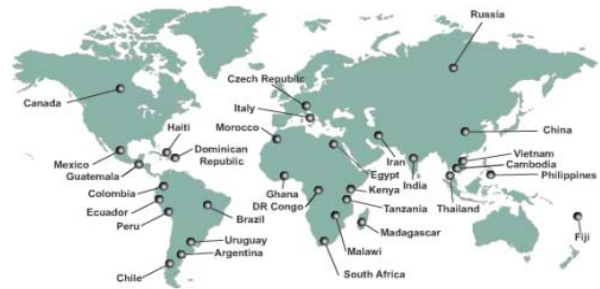 Russia
Czech Republic
Canada
Italy
Morocco
Haiti
China
Dominican
Republic
Mexico
Guatemala
Egypt
Iran
India
Vietnam
Cambodia
Philippines
Colombia
Ghana
Kenya
DR Congo
Tanzania
Thailand
Ecuador
Brazil
Peru
Madagascar
Fiji
Uruguay
Malawi
Argentina
Chile
South Africa